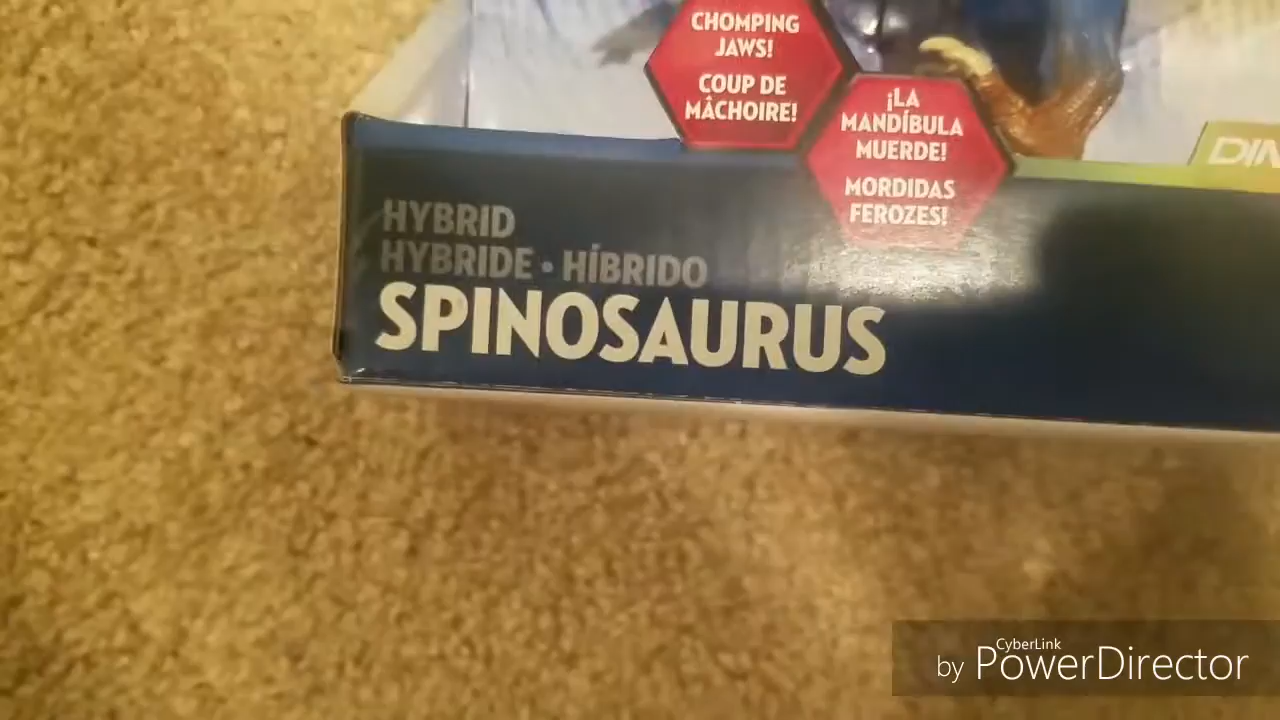 CHOMPING
JAWS!
COUP DE
MÂCHOIRE!
¡LA
MANDÍBULA
MUERDE!
MORDIDAS
FEROZES!
HYBRID
HYBRIDE • HÍBRIDO
SPINOSAURUS
CyberLink
by PowerDirector